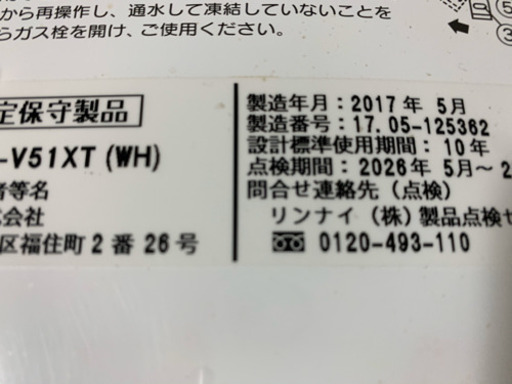 から再操作し、通水して凍結していないことを
らガス栓を開け、ご使用ください。
定保守製品
-V51XT (WH)
者等名
式会社
区福住町2番26号
製造年月：2017年 5月
製造番号：17.05-125362
設計標準使用期間：10年
点検期間：2026年 5月～2
問合せ連絡先（点検）
リンナイ（株）製品点検セ
0120-493-110